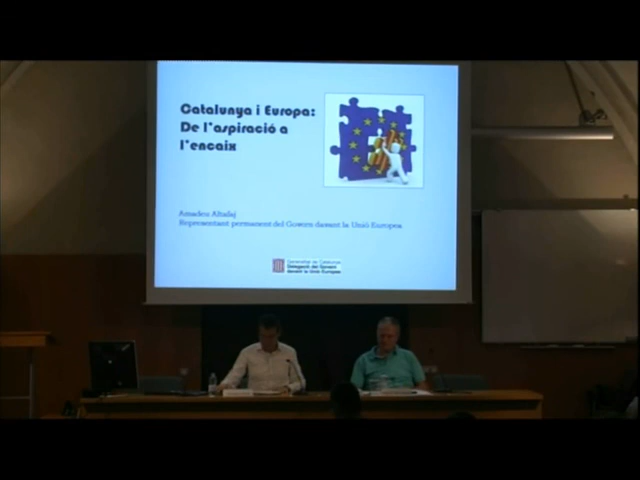 Catalunya i Europa:
De l'aspiració a
l'encaix
Amadeu Altafaj
Representant permanent del Govern davant la Unió Europea
Generalitat de Catalunya
Delegació del Govern
davant la Unió Europea